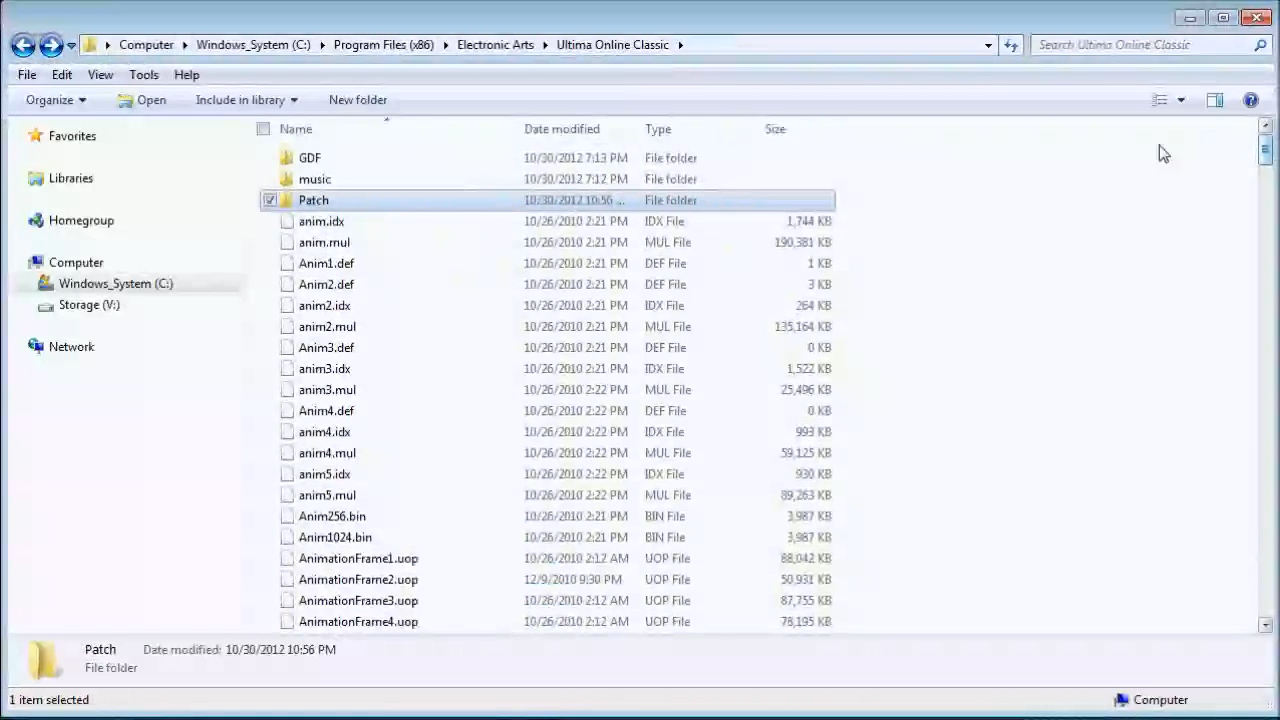 Computer Windows_System (C:) Program Files (x86) Electronic Arts Ultima Online Classic Search Ultima Online Classic
File Edit View Tools Help
Organize Open Include in library New folder
Name Date modified Type Size
Favorites
Libraries
Homegroup
Computer
Windows_System (C:)
Storage (V:)
Network
GDF 10/30/2012 7:13 PM File folder
music 10/30/2012 7:12 PM File folder
Patch 10/30/2012 10:56 ... File folder
anim.idx 10/26/2010 2:21 PM IDX File 1,744 KB
anim.mul 10/26/2010 2:21 PM MUL File 190,381 KB
Anim1.def 10/26/2010 2:21 PM DEF File 1 KB
Anim2.def 10/26/2010 2:21 PM DEF File 3 KB
anim2.idx 10/26/2010 2:21 PM IDX File 264 KB
anim2.mul 10/26/2010 2:21 PM MUL File 135,164 KB
Anim3.def 10/26/2010 2:21 PM DEF File 0 KB
anim3.idx 10/26/2010 2:21 PM IDX File 1,522 KB
anim3.mul 10/26/2010 2:21 PM MUL File 25,496 KB
Anim4.def 10/26/2010 2:22 PM DEF File 0 KB
anim4.idx 10/26/2010 2:22 PM IDX File 993 KB
anim4.mul 10/26/2010 2:22 PM MUL File 59,125 KB
anim5.idx 10/26/2010 2:22 PM IDX File 930 KB
anim5.mul 10/26/2010 2:22 PM MUL File 89,263 KB
Anim256.bin 10/26/2010 2:21 PM BIN File 3,987 KB
Anim1024.bin 10/26/2010 2:21 PM BIN File 3,987 KB
AnimationFrame1.uop 10/26/2010 2:12 AM UOP File 88,042 KB
AnimationFrame2.uop 12/9/2010 9:30 PM UOP File 50,931 KB
AnimationFrame3.uop 10/26/2010 2:12 AM UOP File 87,755 KB
AnimationFrame4.uop 10/26/2010 2:12 AM UOP File 78,195 KB
Patch Date modified: 10/30/2012 10:56 PM
File folder
1 item selected Computer